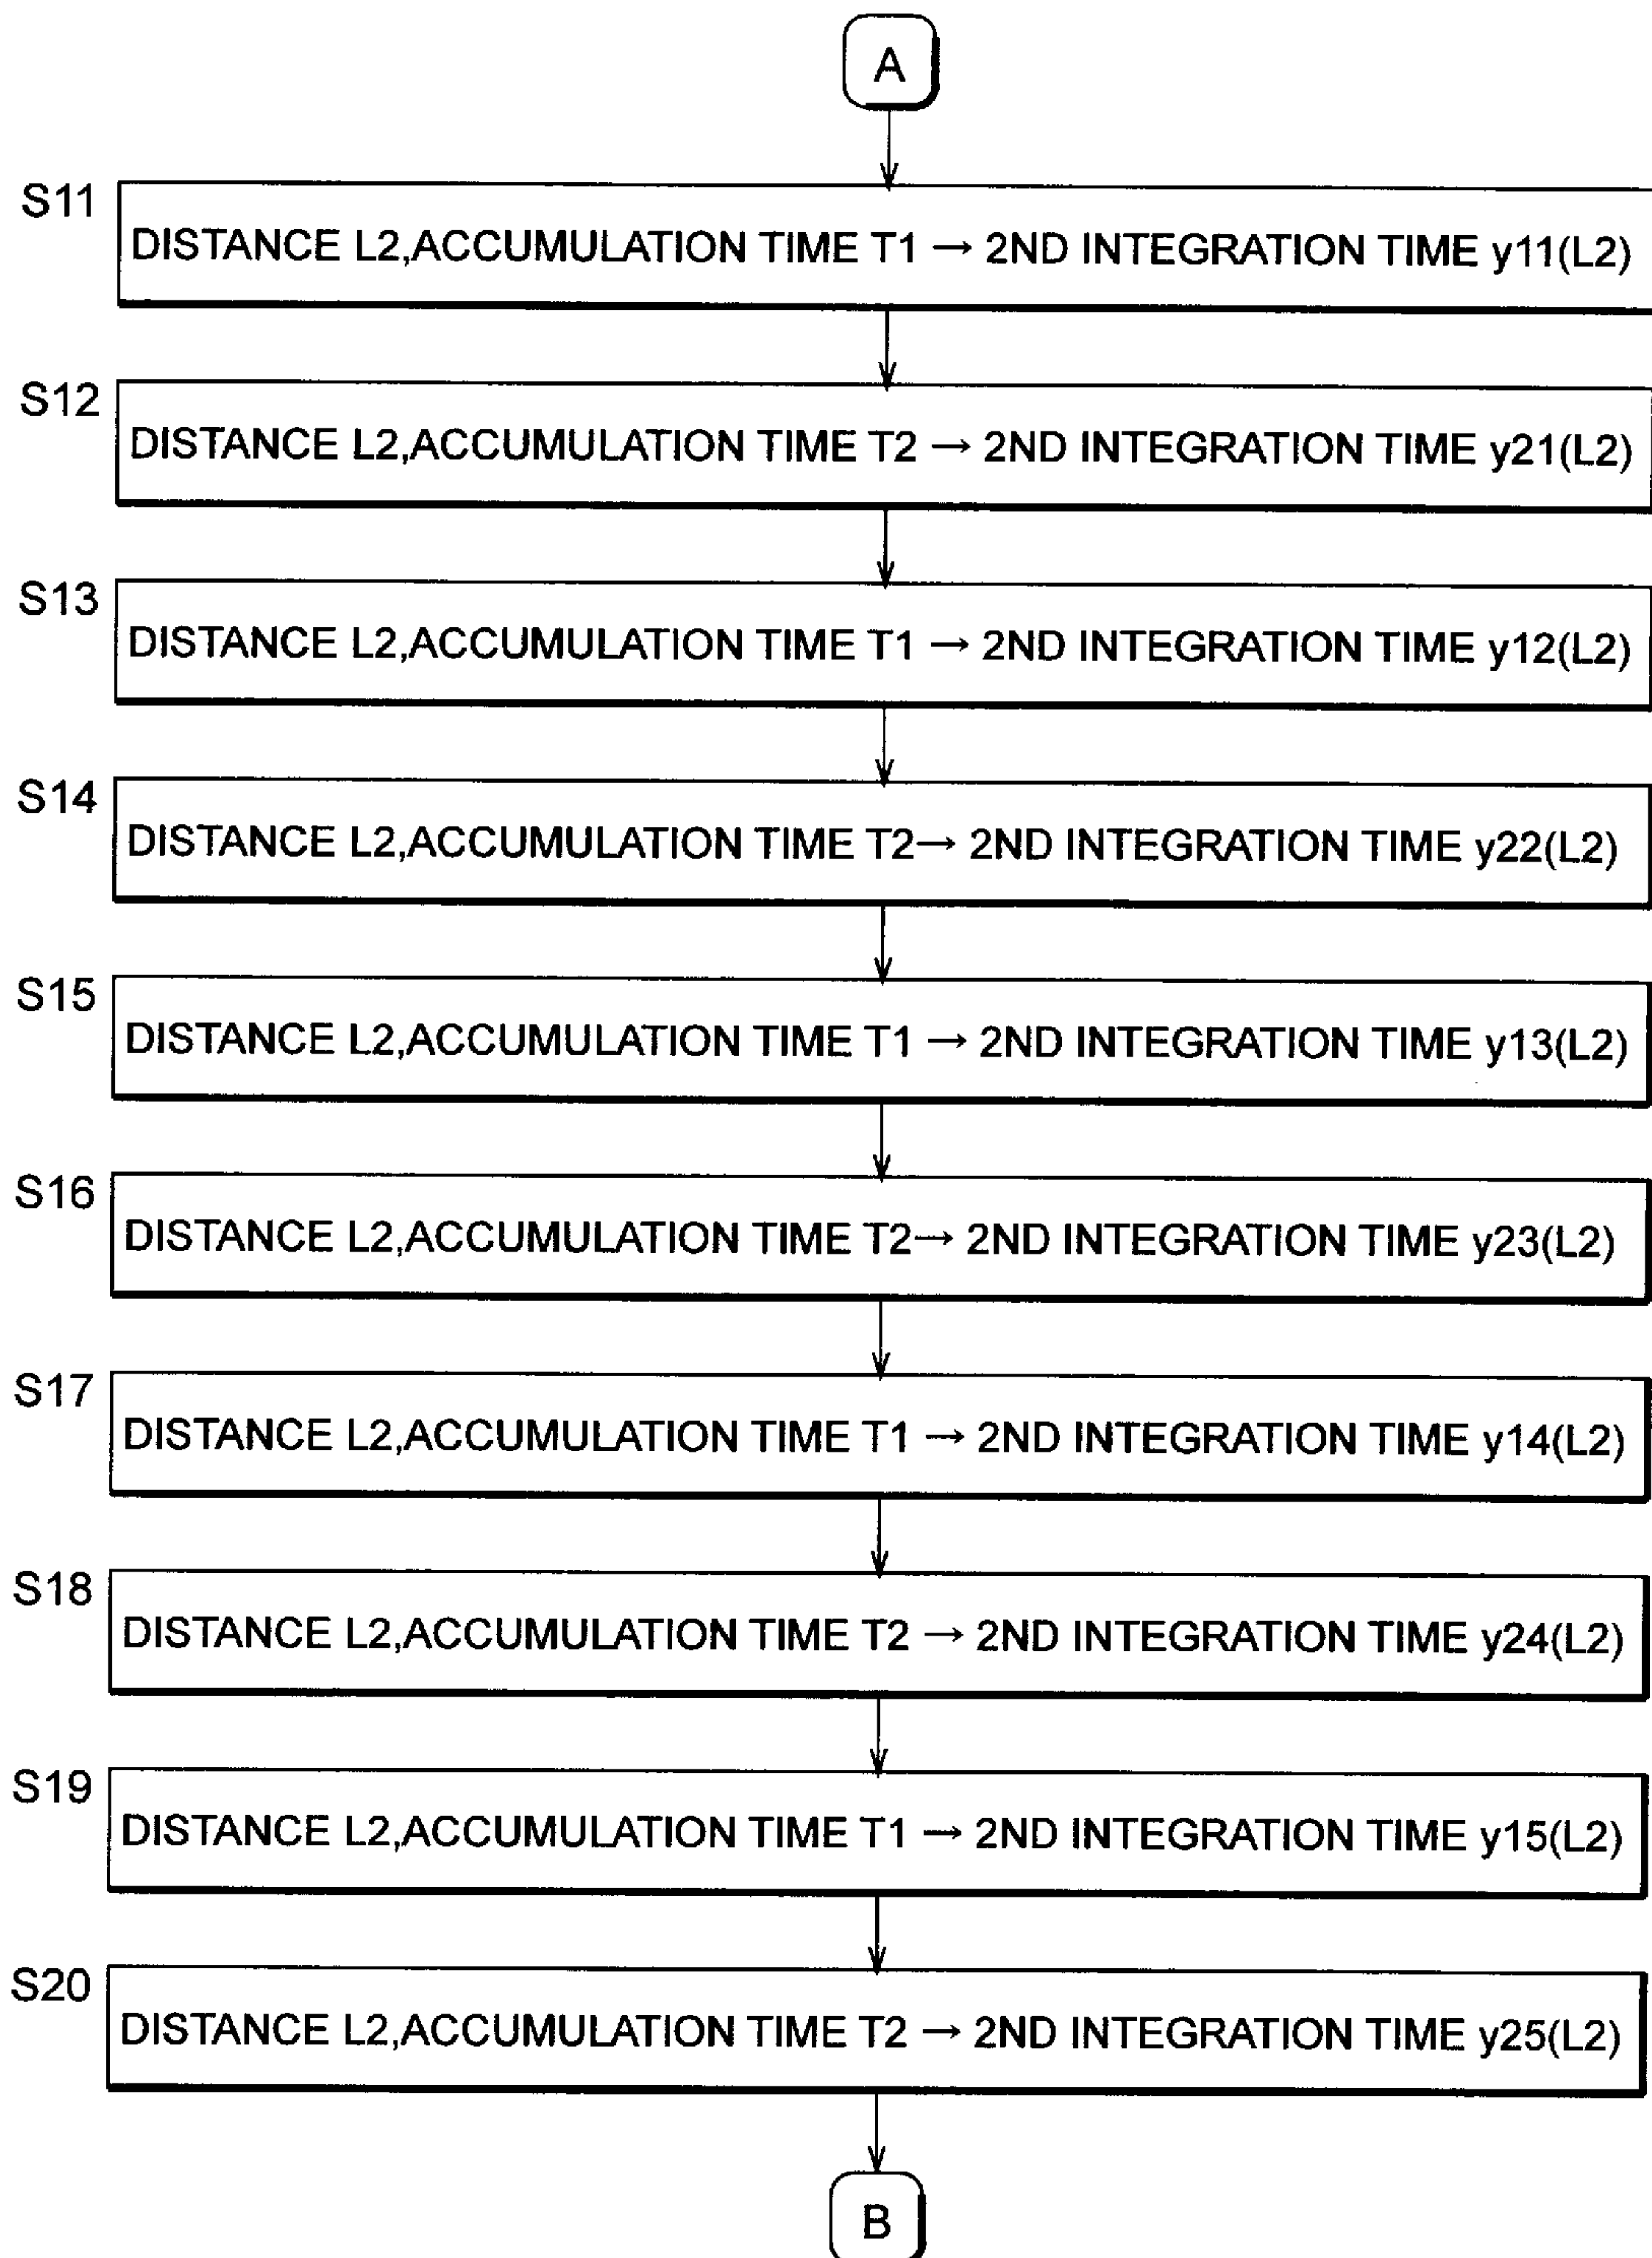 A
S11
DISTANCE L2,ACCUMULATION TIME T1 → 2ND INTEGRATION TIME y11(L2)
S12
DISTANCE L2,ACCUMULATION TIME T2 → 2ND INTEGRATION TIME y21(L2)
S13
DISTANCE L2,ACCUMULATION TIME T1 → 2ND INTEGRATION TIME y12(L2)
S14
DISTANCE L2,ACCUMULATION TIME T2→ 2ND INTEGRATION TIME y22(L2)
S15
DISTANCE L2,ACCUMULATION TIME T1 → 2ND INTEGRATION TIME y13(L2)
S16
DISTANCE L2,ACCUMULATION TIME T2→ 2ND INTEGRATION TIME y23(L2)
S17
DISTANCE L2,ACCUMULATION TIME T1 → 2ND INTEGRATION TIME y14(L2)
S18
DISTANCE L2,ACCUMULATION TIME T2 → 2ND INTEGRATION TIME y24(L2)
S19
DISTANCE L2,ACCUMULATION TIME T1 → 2ND INTEGRATION TIME y15(L2)
S20
DISTANCE L2,ACCUMULATION TIME T2 → 2ND INTEGRATION TIME y25(L2)
B